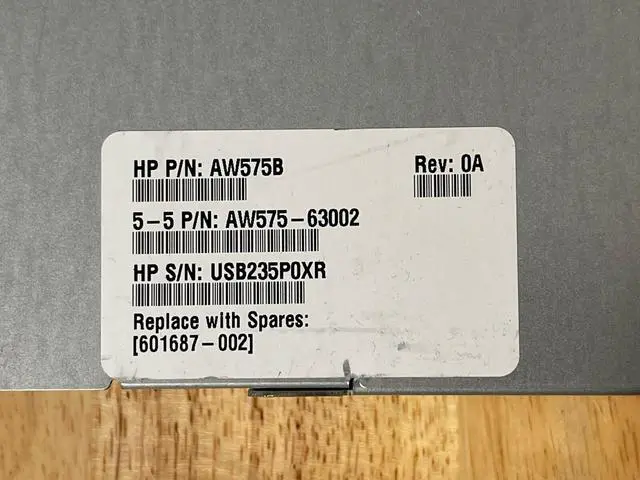 HP P/N: AW575B
Rev: 0A
5-5 P/N: AW575-63002
HP S/N: USB235P0XR
Replace with Spares:
[601687-002]